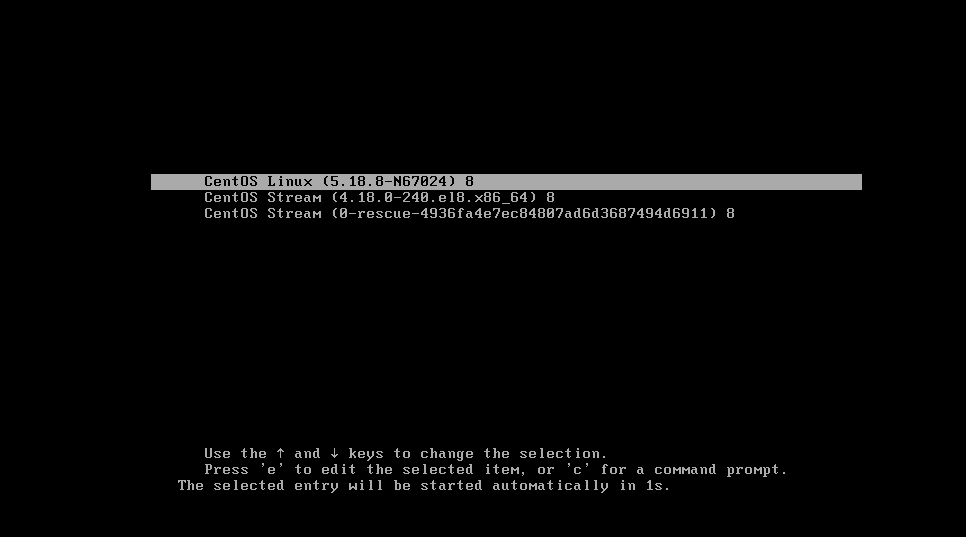 CentOS Linux (5.18.8-N67024) 8
CentOS Stream (4.18.0-240.el8.x86_64) 8
CentOS Stream (0-rescue-4936fa4e7ec84807ad6d3687494d6911) 8
Use the ↑ and ↓ keys to change the selection.
Press 'e' to edit the selected item, or 'c' for a command prompt.
The selected entry will be started automatically in 1s.